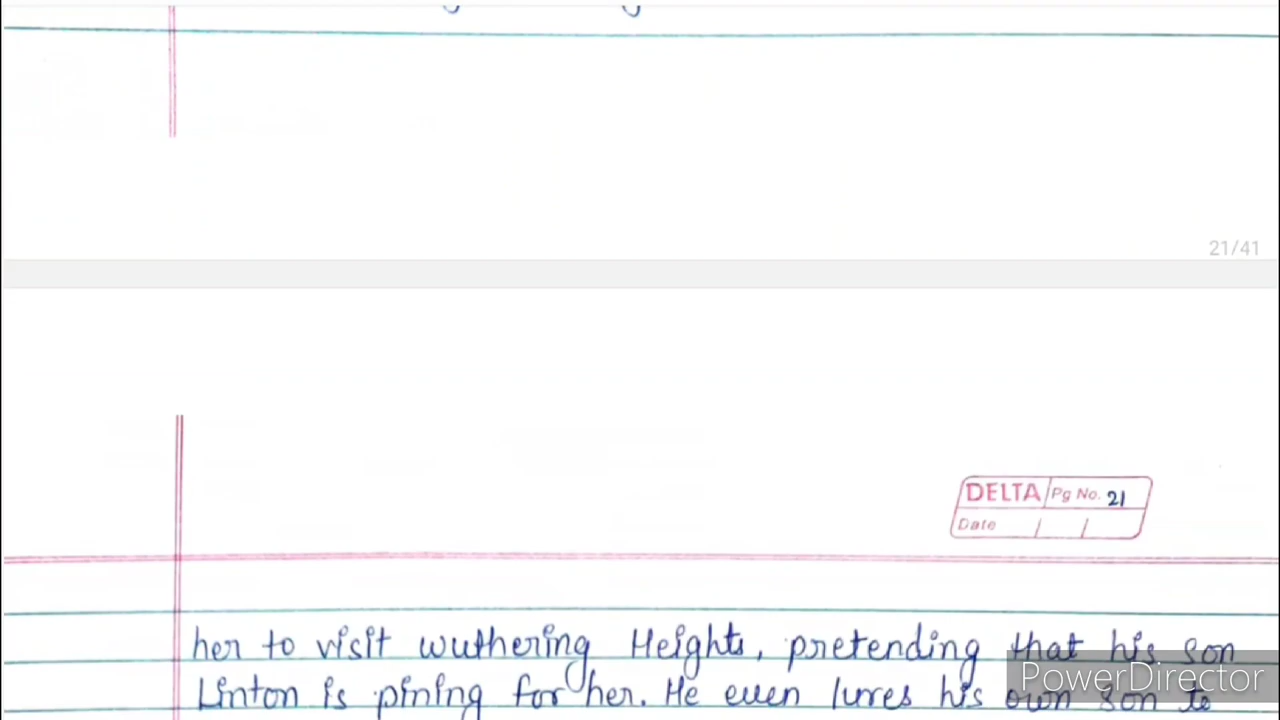 21/41
DELTA Pg No. 21
Date / /
her to visit wuthering Heights, pretending that his son
Linton is pining for her. He even lures his own son to
PowerDirector